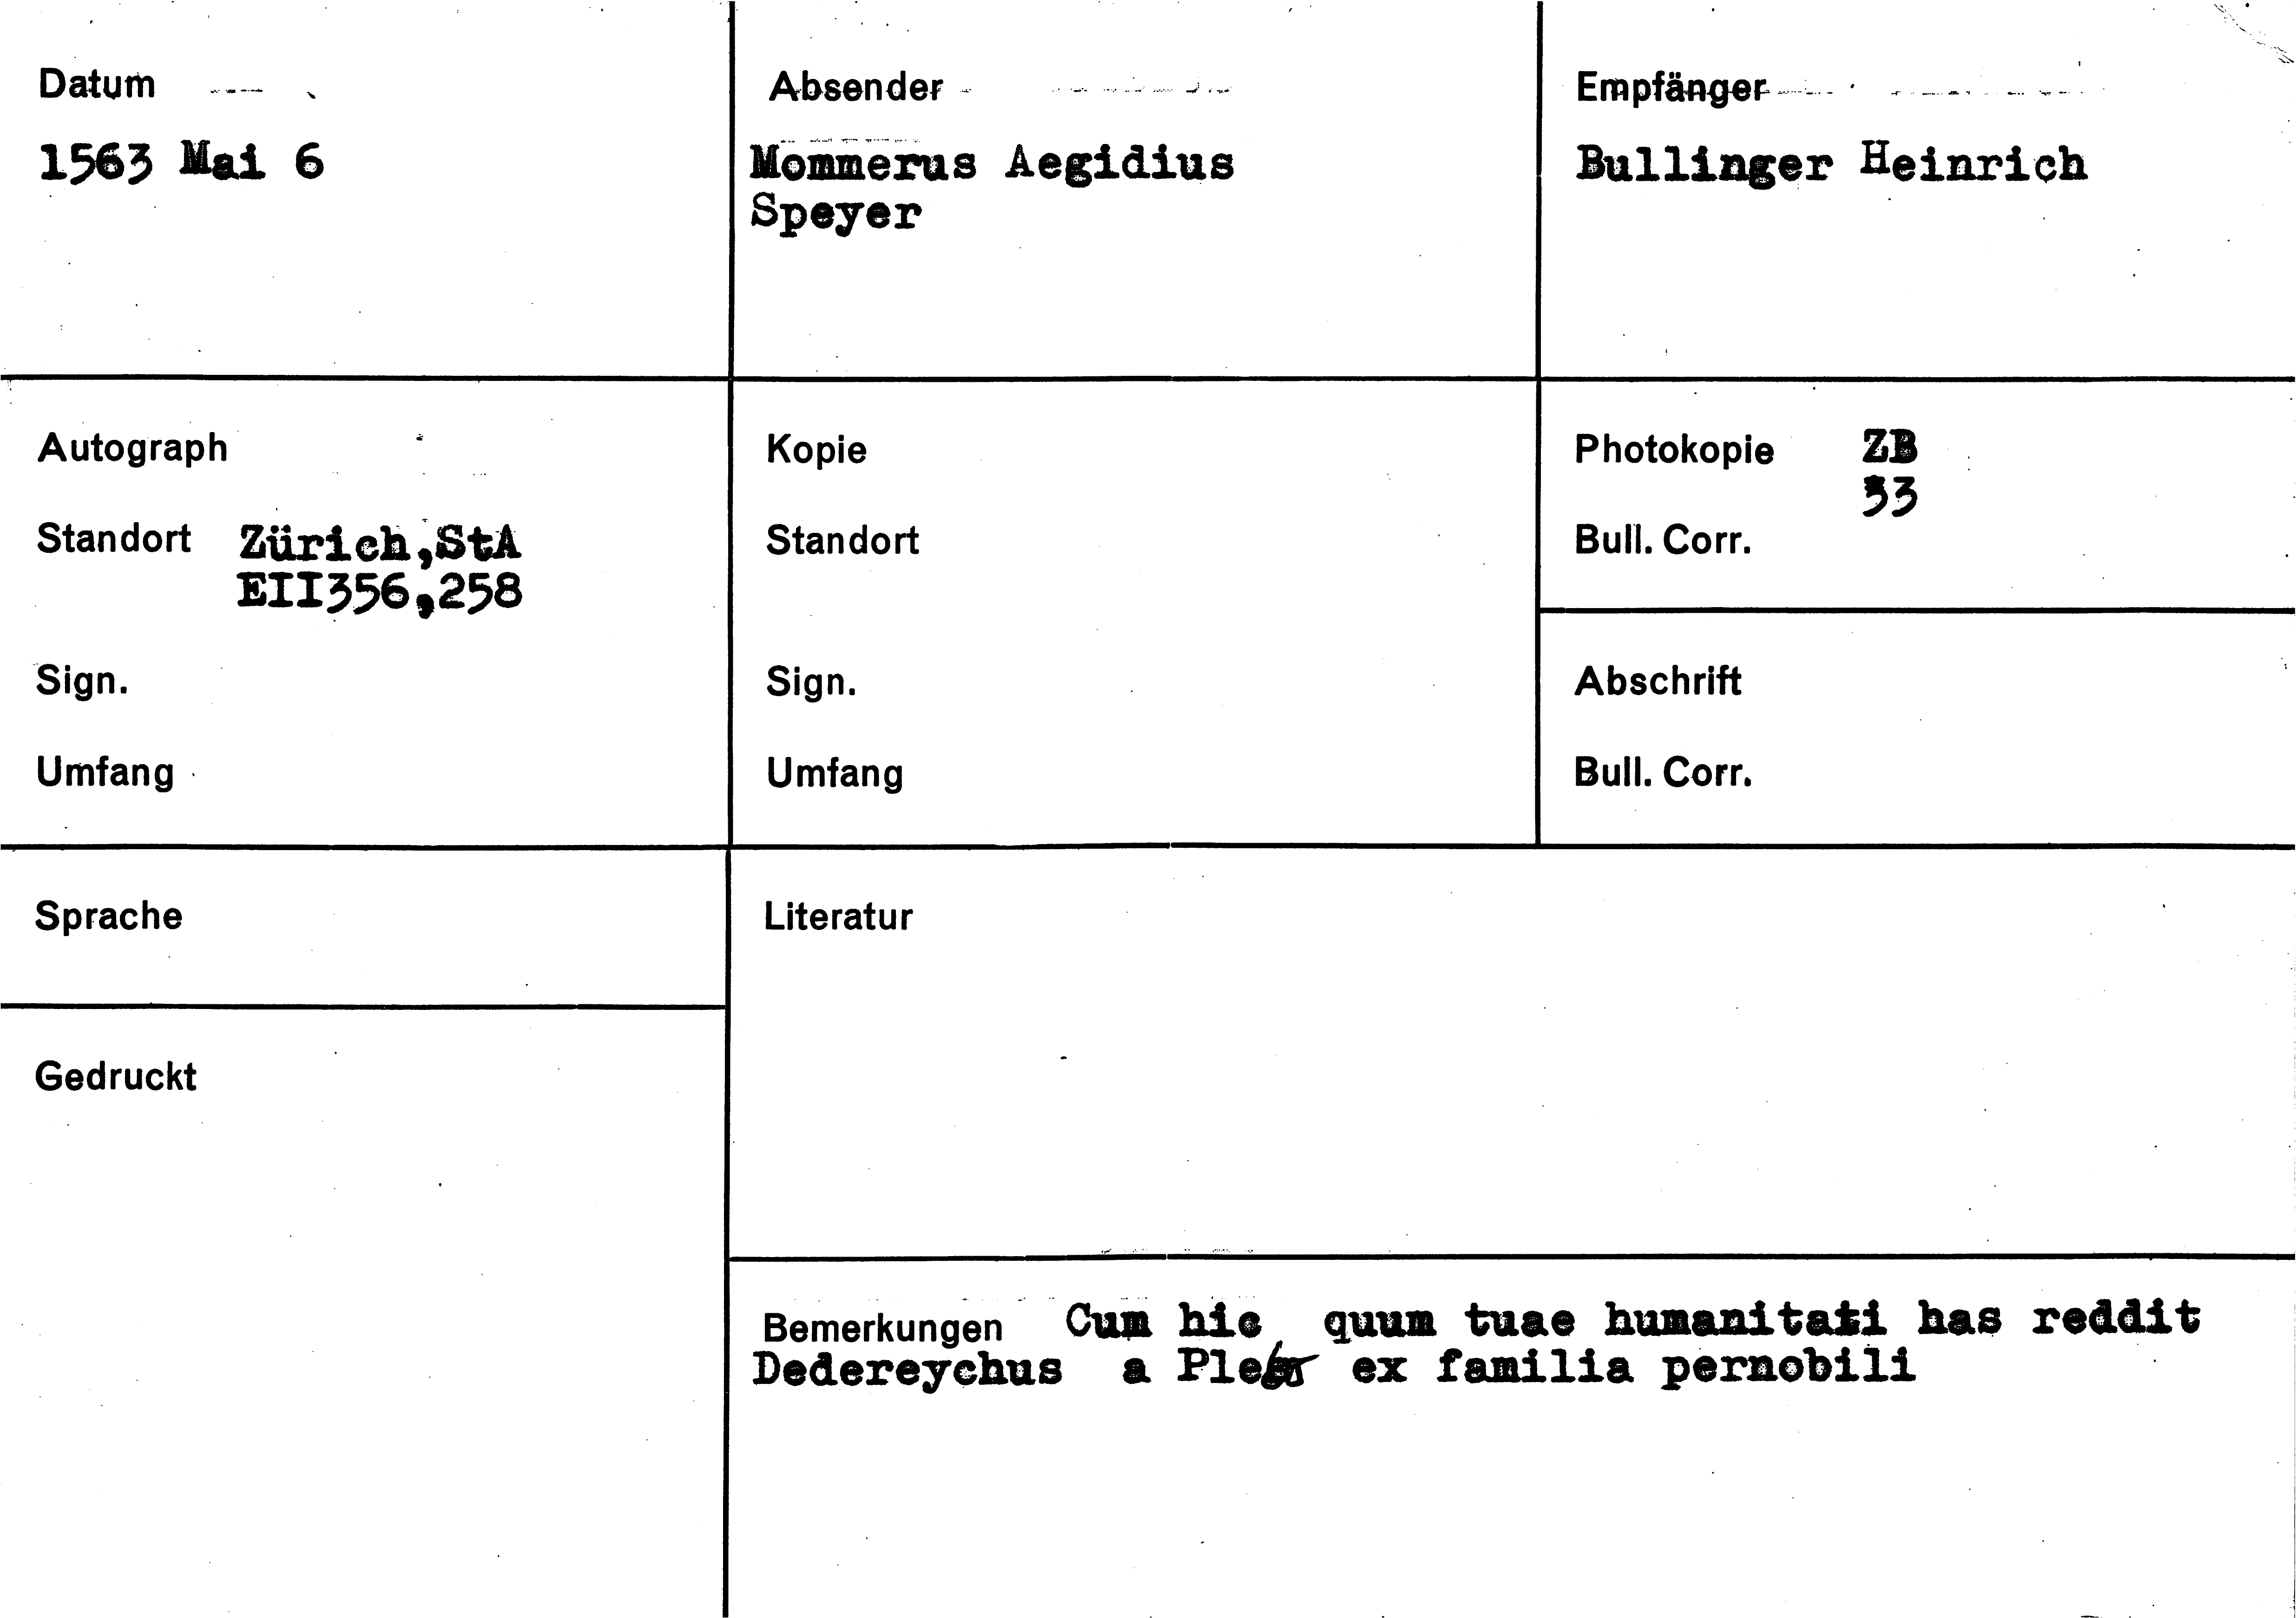 Datum
1563 Mai 6
Absender
Mommerus Aegidius
Speyer
Empfänger
Bullinger Heinrich
Autograph
Standort Zürich,StA
EII356,258
Sign.
Umfang
Kopie
Standort
Sign.
Umfang
Photokopie ZB
33
Bull. Corr.
Abschrift
Bull. Corr.
Sprache
Gedruckt
Literatur
Bemerkungen Cum hic quum tuae humanitati has reddit
Dedereychus a ex familia pernobili